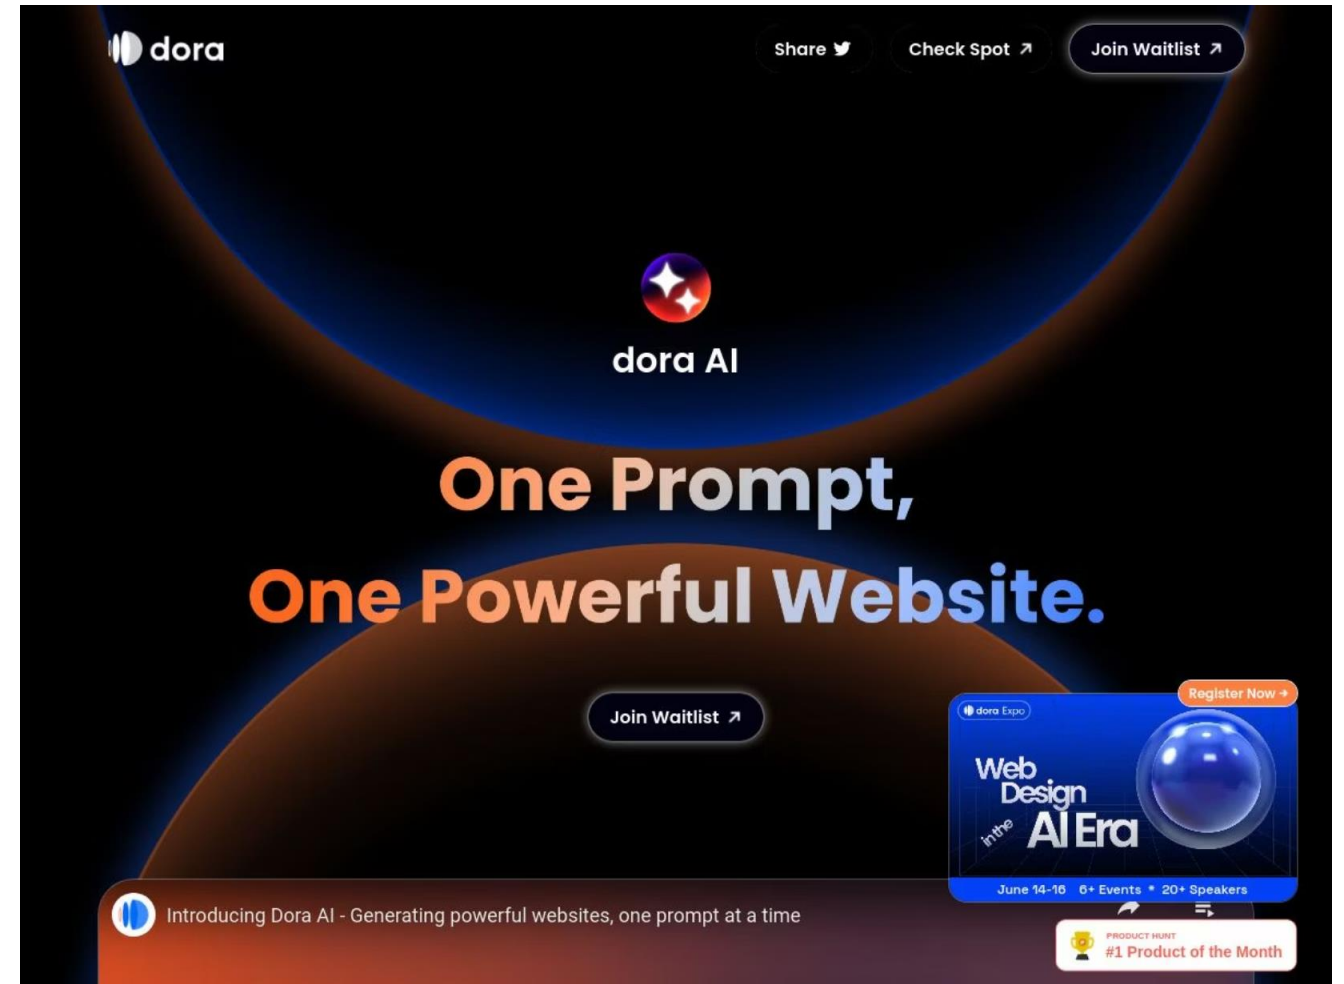 dora
Share
Check Spot
Join Waitlist
dora AI
One Prompt,
One Powerful Website.
Join Waitlist
Register Now
dora Expo
Web
Design
in the
AI Era
June 14-16 6+ Events * 20+ Speakers
Introducing Dora AI - Generating powerful websites, one prompt at a time
PRODUCT HUNT
#1 Product of the Month